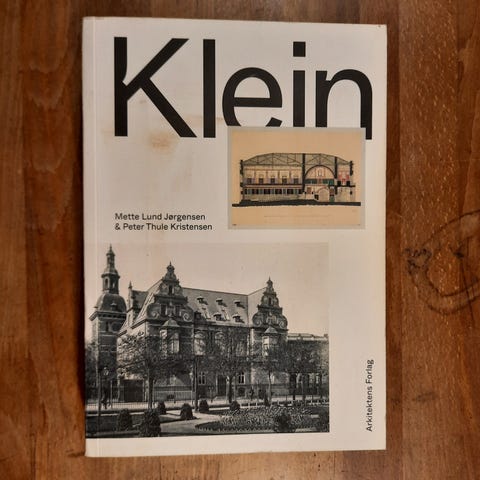 Klein
Mette Lund Jørgensen
& Peter Thule Kristensen
Arkitektens Forlag